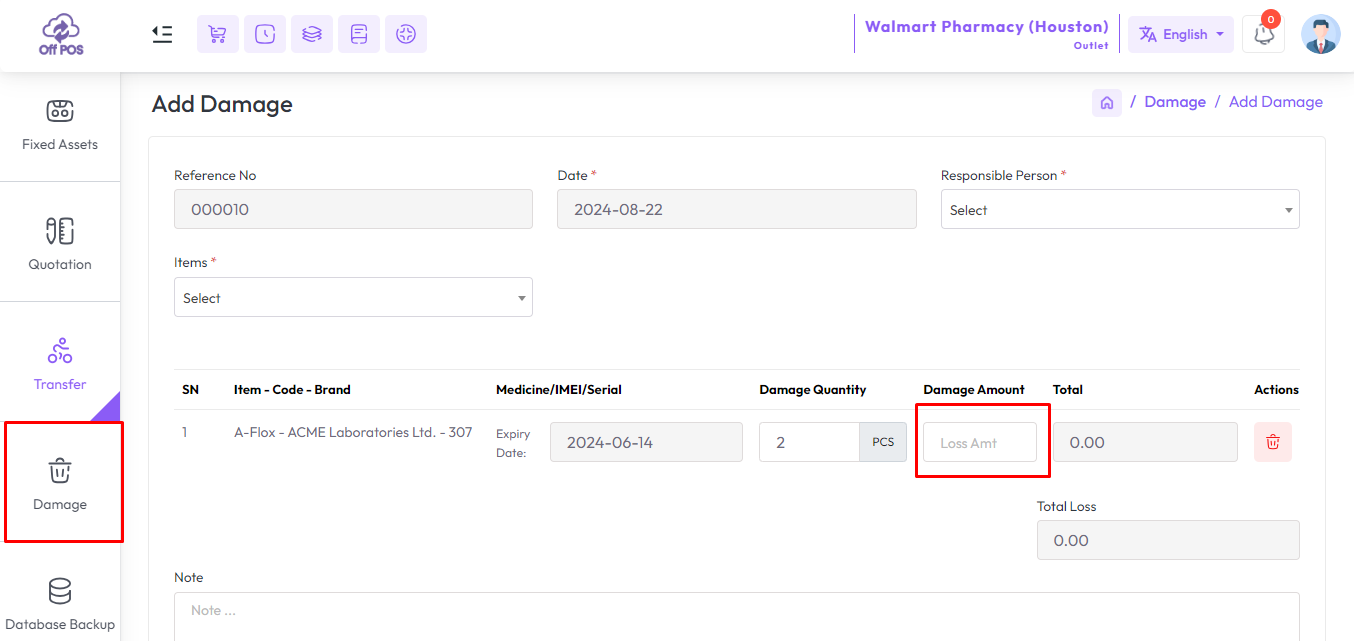 Off POS
Walmart Pharmacy (Houston)
Outlet
English
0
Fixed Assets
Quotation
Transfer
Damage
Database Backup
Add Damage
/ Damage / Add Damage
Reference No
000010
Date *
2024-08-22
Responsible Person *
Select
Items *
Select
SN Item - Code - Brand Medicine/IMEI/Serial Damage Quantity Damage Amount Total Actions
1 A-Flox - ACME Laboratories Ltd. - 307 Expiry Date: 2024-06-14 2 PCS Loss Amt 0.00
Total Loss
0.00
Note
Note ...